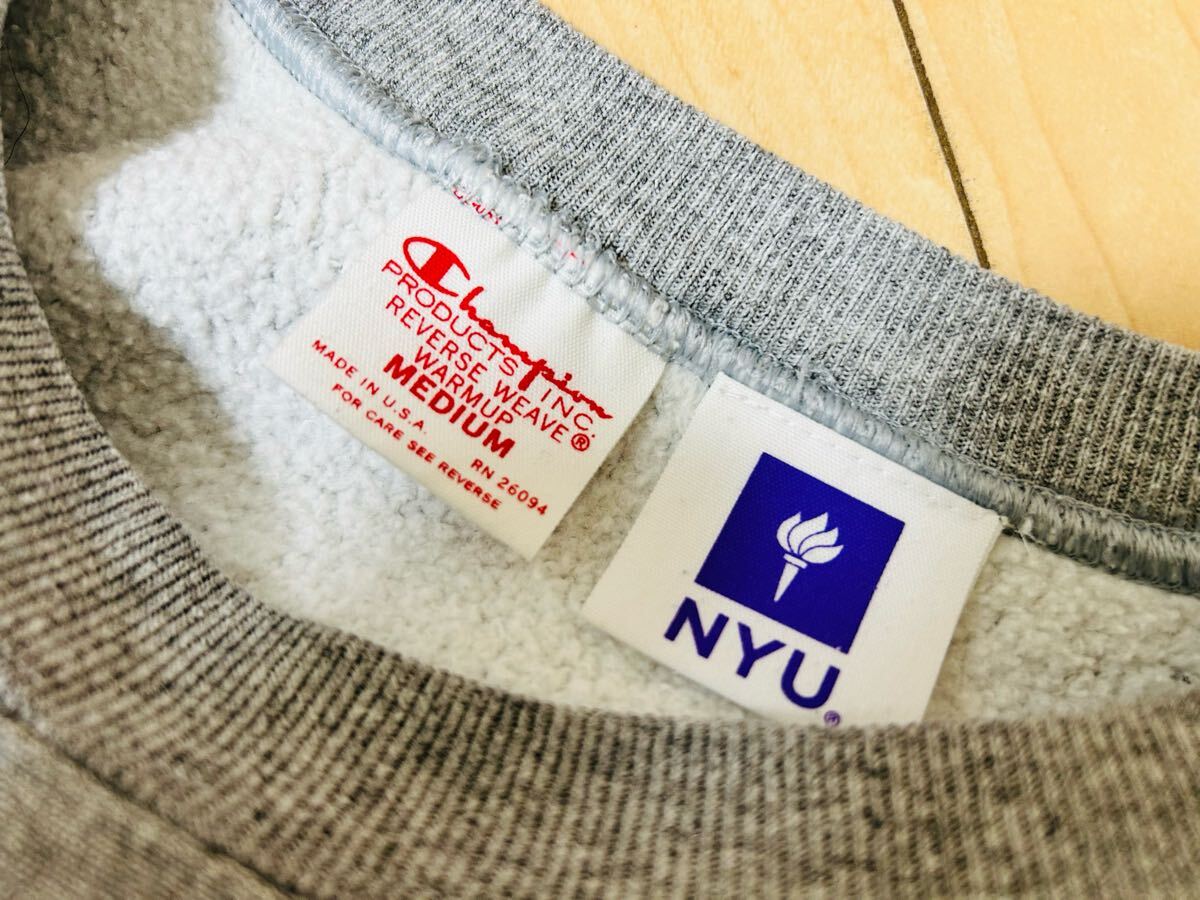 Champion
PRODUCTS INC.
REVERSE WEAVE®
WARMUP
MEDIUM
MADE IN U.S.A. RN 26094
FOR CARE SEE REVERSE
NYU®